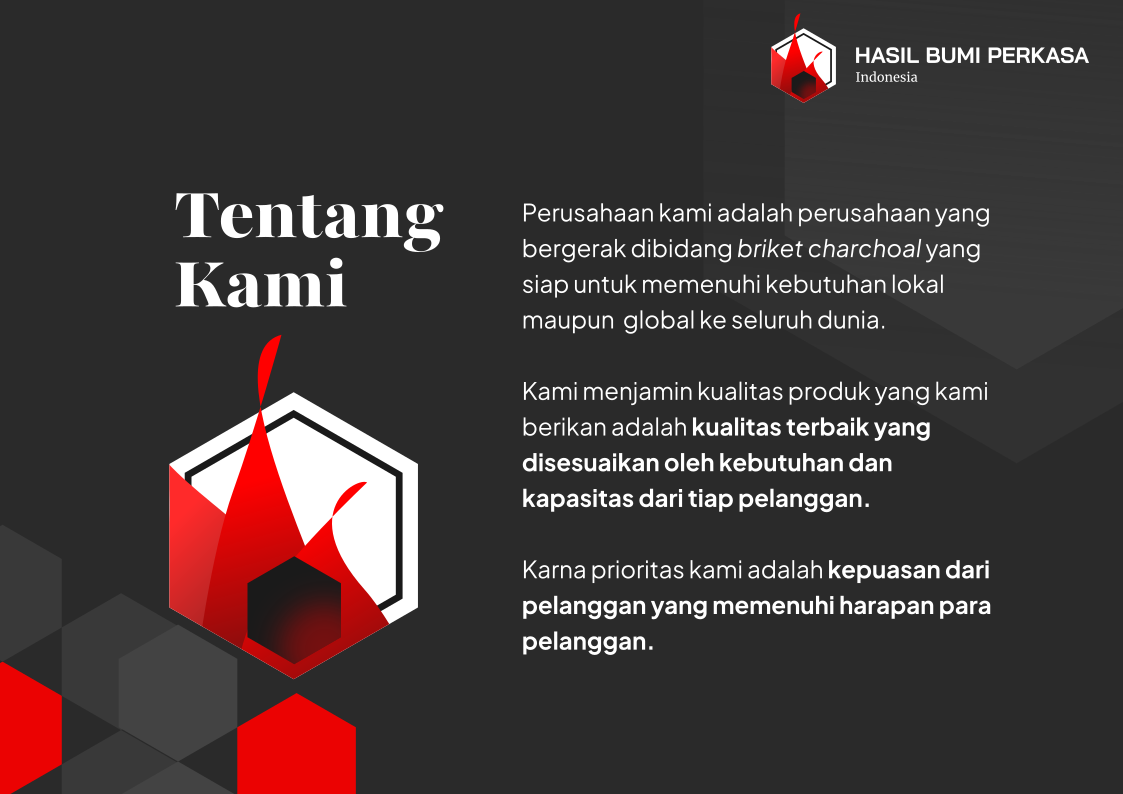 HASIL BUMI PERKASA
Indonesia
Tentang
Kami
Perusahaan kami adalah perusahaan yang
bergerak dibidang briket charchoal yang
siap untuk memenuhi kebutuhan lokal
maupun  global ke seluruh dunia.
Kami menjamin kualitas produk yang kami
berikan adalah kualitas terbaik yang
disesuaikan oleh kebutuhan dan
kapasitas dari tiap pelanggan.
Karna prioritas kami adalah kepuasan dari
pelanggan yang memenuhi harapan para
pelanggan.